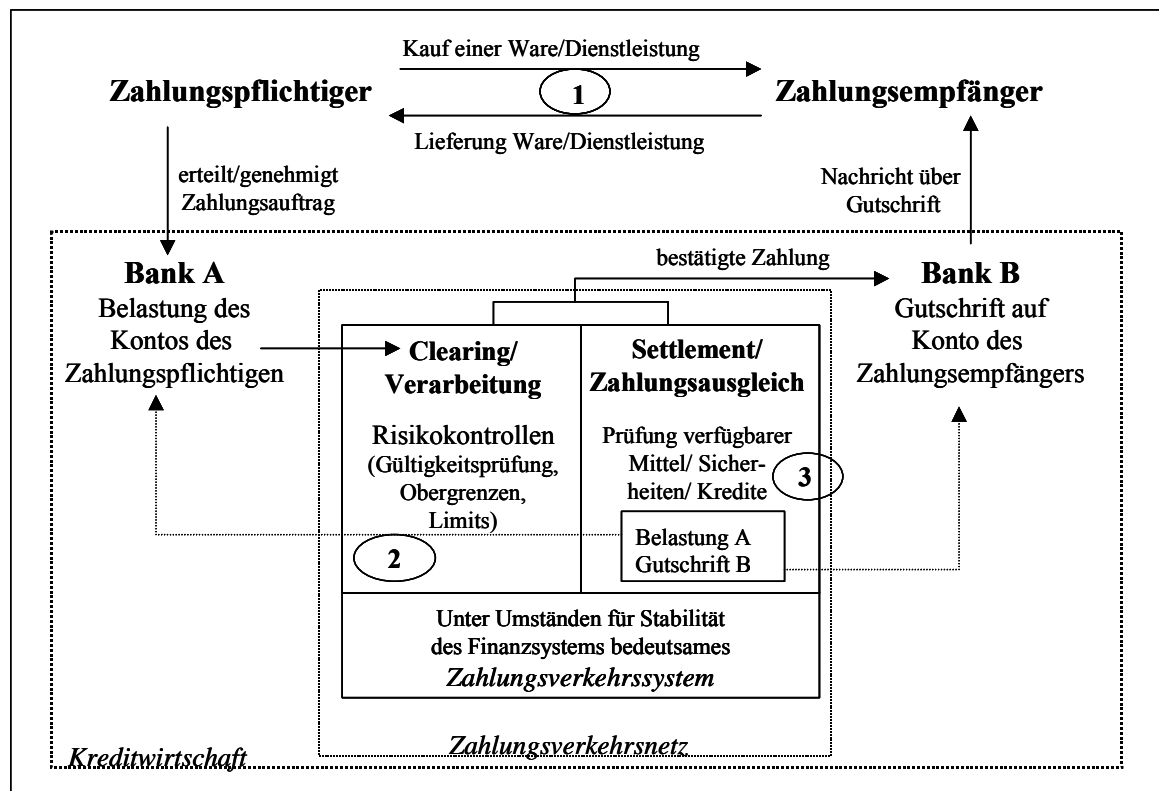 Kauf einer Ware/Dienstleistung
Zahlungspflichtiger
1
Zahlungsempfänger
Lieferung Ware/Dienstleistung
erteilt/genehmigt
Zahlungsauftrag
Nachricht über
Gutschrift
Bank A
Belastung des
Kontos des
Zahlungspflichtigen
bestätigte Zahlung
Bank B
Gutschrift auf
Konto des
Zahlungsempfängers
Clearing/
Verarbeitung
Risikokontrollen
(Gültigkeitsprüfung,
Obergrenzen,
Limits)
2
Settlement/
Zahlungsausgleich
Prüfung verfügbarer
Mittel/ Sicher-
heiten/ Kredite
3
Belastung A
Gutschrift B
Unter Umständen für Stabilität
des Finanzsystems bedeutsames
Zahlungsverkehrssystem
Zahlungsverkehrsnetz
Kreditwirtschaft